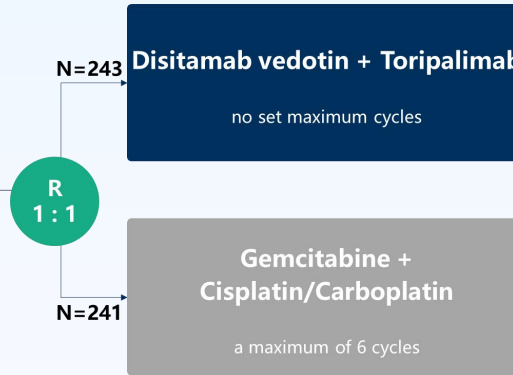 N=243
Disitamab vedotin + Toripalimab
no set maximum cycles
R
1 : 1
Gemcitabine +
Cisplatin/Carboplatin
N=241
a maximum of 6 cycles